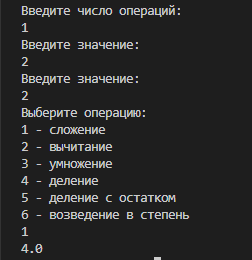 Введите число операций:
1
Введите значение:
2
Введите значение:
2
Выберите операцию:
1 - сложение
2 - вычитание
3 - умножение
4 - деление
5 - деление с остатком
6 - возведение в степень
1
4.0